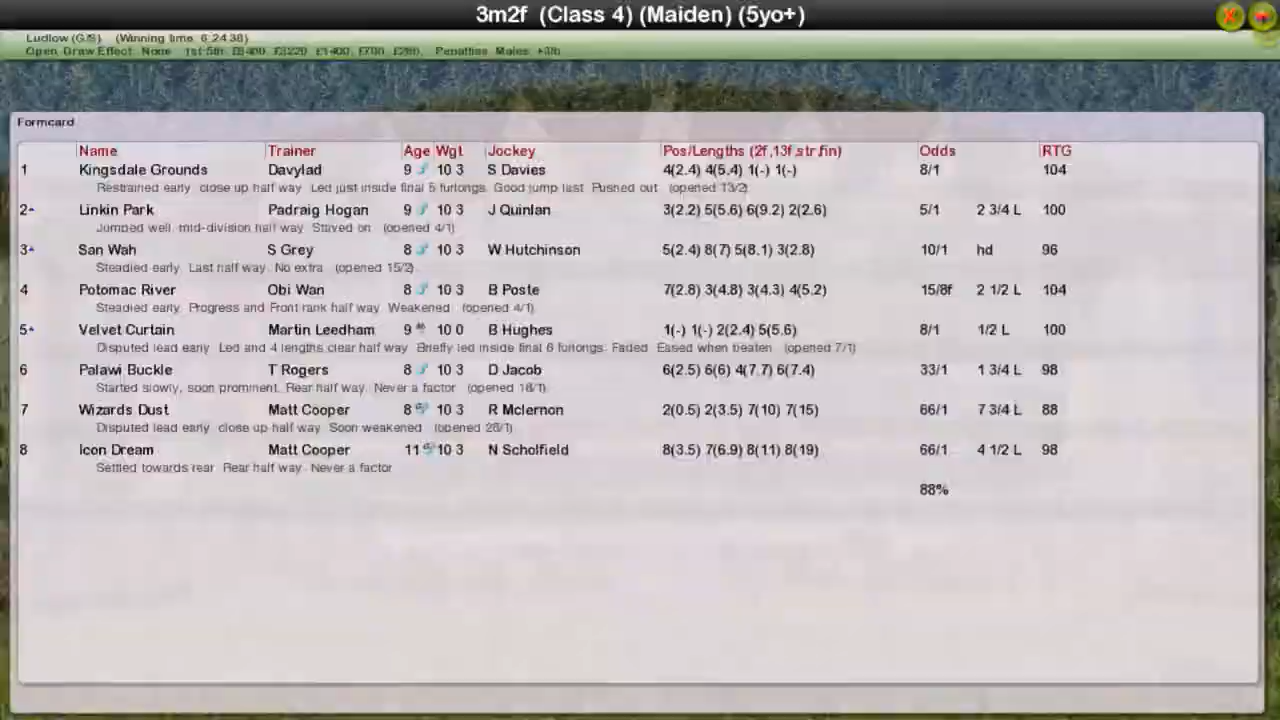 3m2f (Class 4) (Maiden) (5yo+)
Ludlow (G/S) (Winning time: 6:24.38)
Open Draw Effect: None 1st-5th: £8400, £3220, £1400, £700, Penalties: Males: +3lb
Formcard
Name Trainer Age Wgt Jockey Pos/Lengths (2f,13f,str,fin) Odds RTG
1 Kingsdale Grounds Davylad 9 10 3 S Davies 4(2.4) 4(5.4) 1(-) 1(-) 8/1 104
Restrained early. close up half way. Led just inside final 5 furlongs. Good jump last. Pushed out. (opened 13/2)
2 Linkin Park Padraig Hogan 9 10 3 J Quinlan 3(2.2) 5(5.6) 6(9.2) 2(2.6) 5/1 2 3/4 L 100
Jumped well. mid-division half way. Stayed on. (opened 4/1)
3 San Wah S Grey 8 10 3 W Hutchinson 5(2.4) 8(7) 5(8.1) 3(2.8) 10/1 hd 96
Steadied early. Last half way. No extra. (opened 15/2)
4 Potomac River Obi Wan 8 10 3 B Poste 7(2.8) 3(4.8) 3(4.3) 4(5.2) 15/8f 2 1/2 L 104
Steadied early. Progress and Front rank half way. Weakened. (opened 4/1)
5 Velvet Curtain Martin Leedham 9 10 0 B Hughes 1(-) 1(-) 2(2.4) 5(5.6) 8/1 1/2 L 100
Disputed lead early. Led and 4 lengths clear half way. Briefly led inside final 6 furlongs. Faded. Eased when beaten. (opened 7/1)
6 Palawi Buckle T Rogers 8 10 3 D Jacob 6(2.5) 6(6) 4(7.7) 6(7.4) 33/1 1 3/4 L 98
Started slowly, soon prominent. Rear half way. Never a factor. (opened 16/1)
7 Wizards Dust Matt Cooper 8 10 3 R Mclernon 2(0.5) 2(3.5) 7(10) 7(15) 66/1 7 3/4 L 88
Disputed lead early. close up half way. Soon weakened. (opened 28/1)
8 Icon Dream Matt Cooper 11 10 3 N Scholfield 8(3.5) 7(6.9) 8(11) 8(19) 66/1 4 1/2 L 98
Settled towards rear. Rear half way. Never a factor.
88%